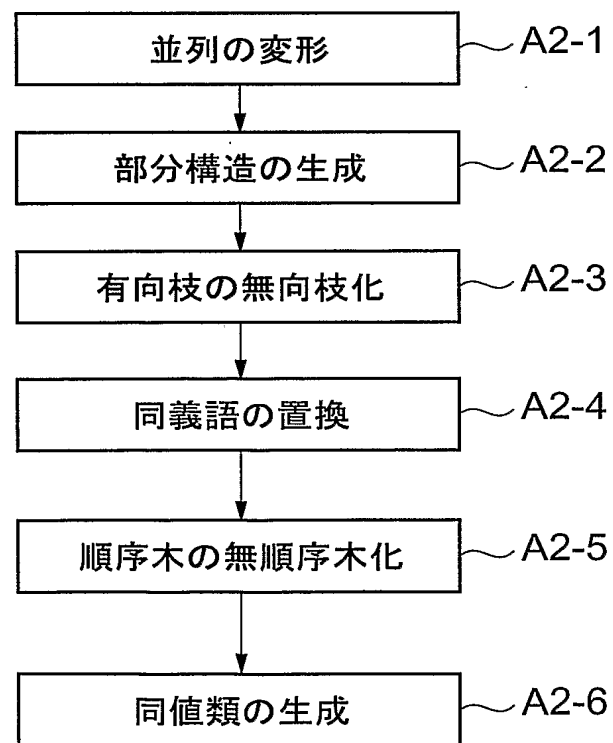 並列の変形 A2-1
部分構造の生成 A2-2
有向枝の無向枝化 A2-3
同義語の置換 A2-4
順序木の無順序木化 A2-5
同値類の生成 A2-6